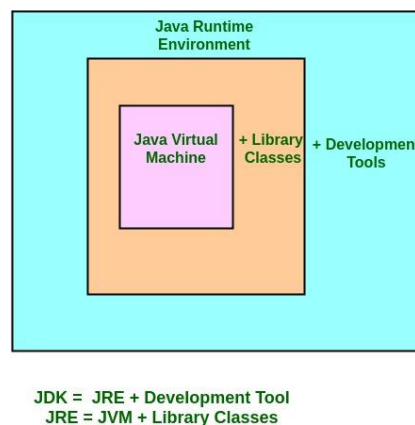 Java Runtime
Environment
Java Virtual
Machine
+ Library
Classes
+ Developmen
Tools
JDK = JRE + Development Tool
JRE = JVM + Library Classes